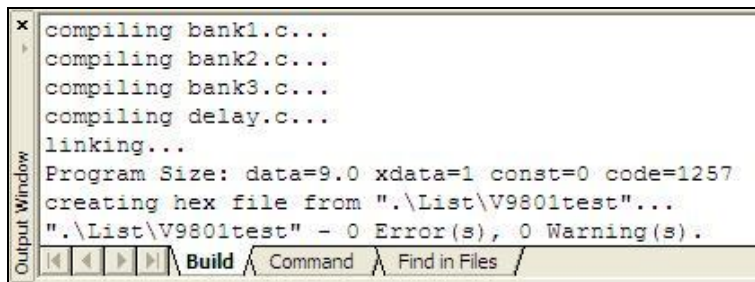 compiling bank1.c...
compiling bank2.c...
compiling bank3.c...
compiling delay.c...
linking...
Program Size: data=9.0 xdata=1 const=0 code=1257
creating hex file from ".\List\V9801test"...
".\List\V9801test" - 0 Error(s), 0 Warning(s).
Output Window
Build Command Find in Files